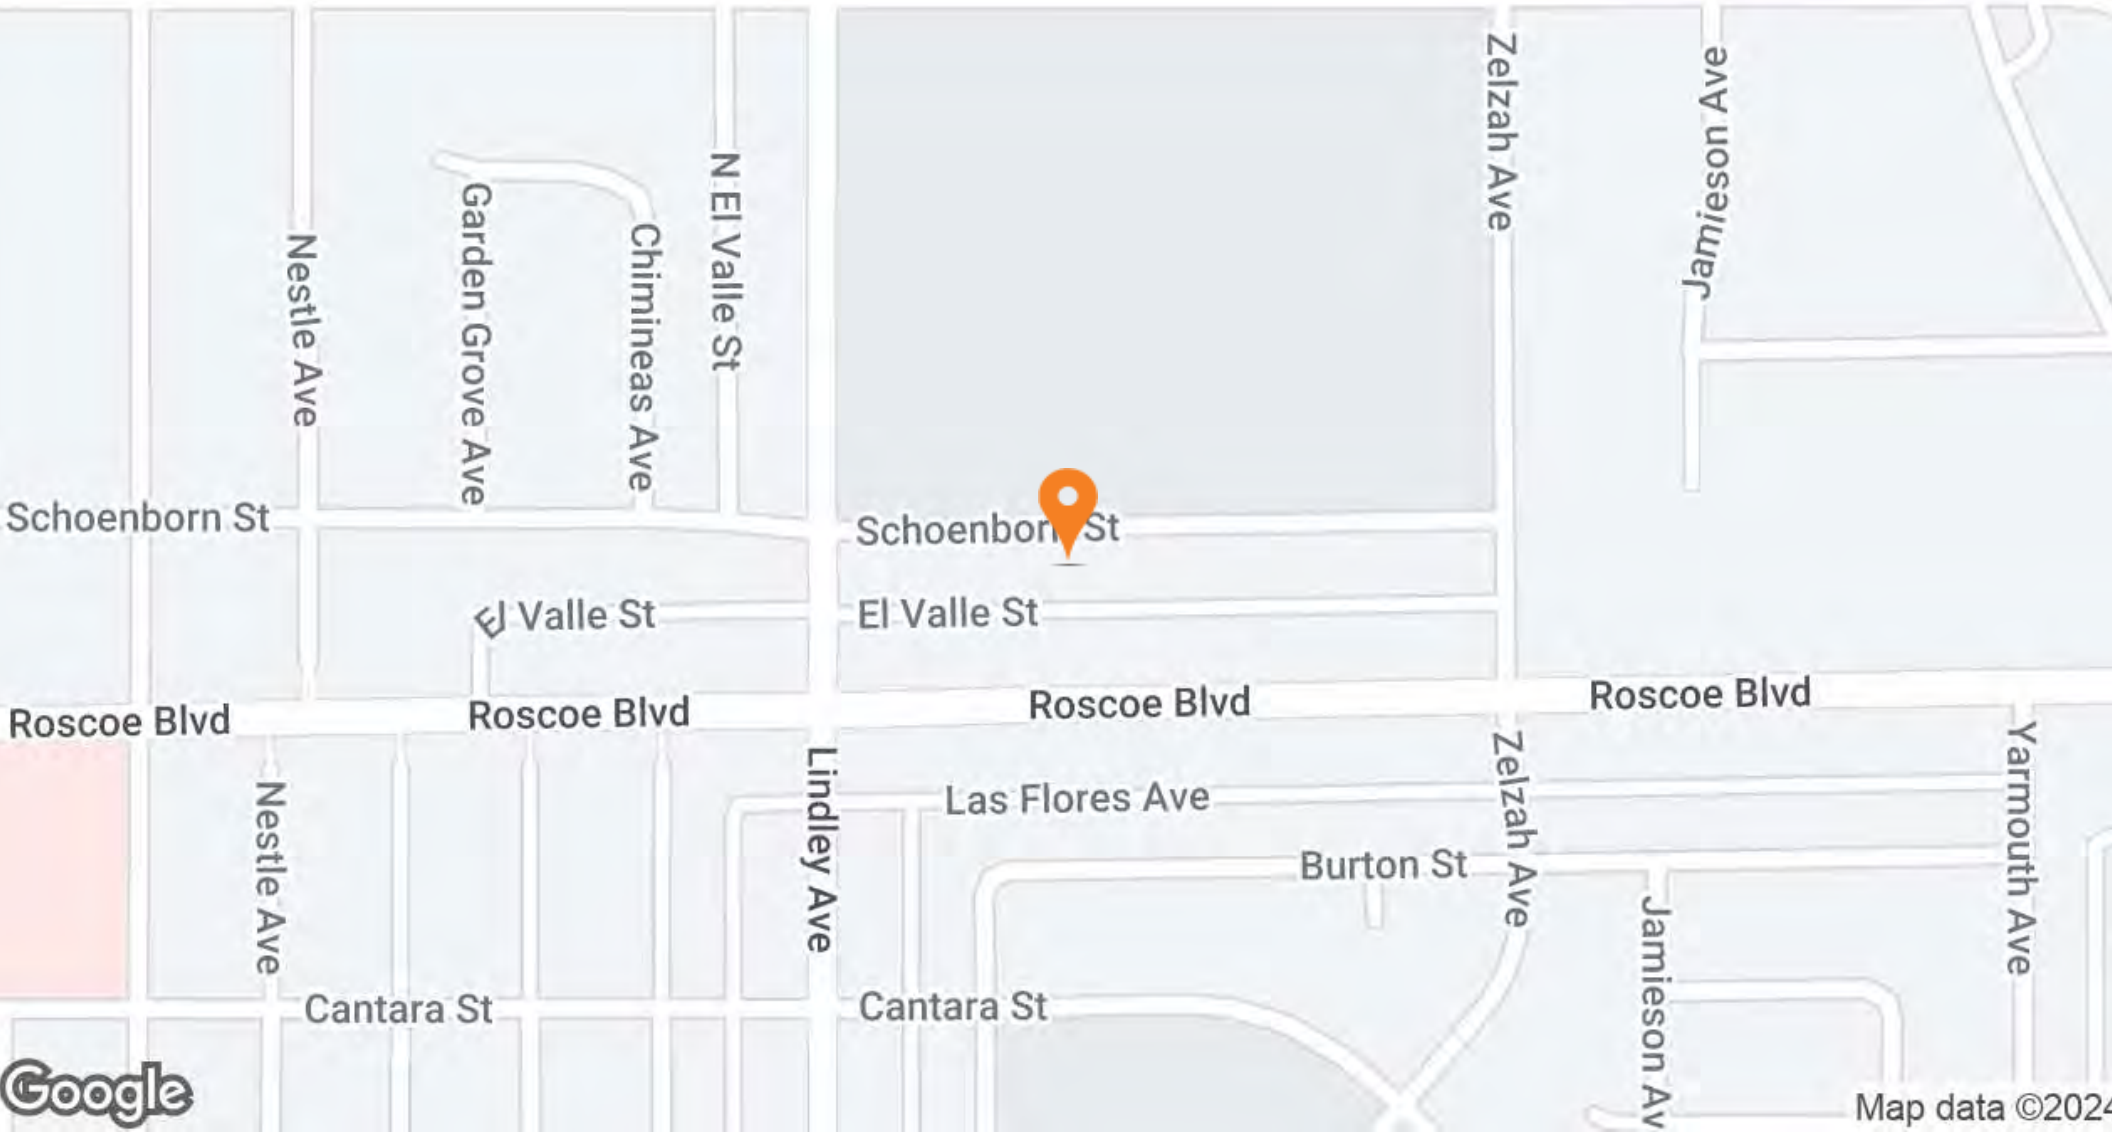 Zelzah Ave
Jamieson Ave
N El Valle St
Garden Grove Ave
Chimineas Ave
Nestle Ave
Schoenborn St
Schoenborn St
El Valle St
El Valle St
Roscoe Blvd
Roscoe Blvd
Roscoe Blvd
Roscoe Blvd
Lindley Ave
Zelzah Ave
Yarmouth Ave
Nestle Ave
Las Flores Ave
Burton St
Jamieson Av
Cantara St
Cantara St
Google
Map data ©2024